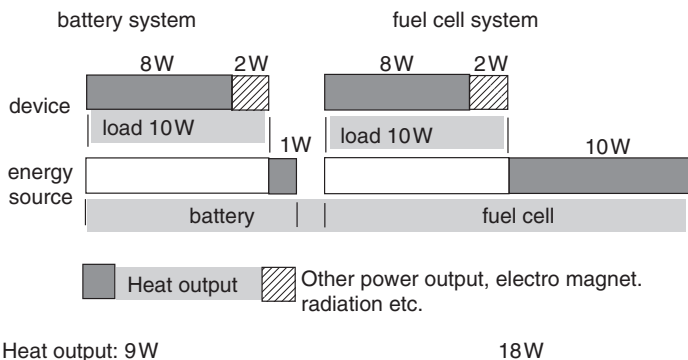 battery system fuel cell system
8W 2W 8W 2W
device
load 10W load 10W
1W 10W
energy
source
battery fuel cell
Heat output Other power output, electro magnet.
radiation etc.
Heat output: 9W 18W